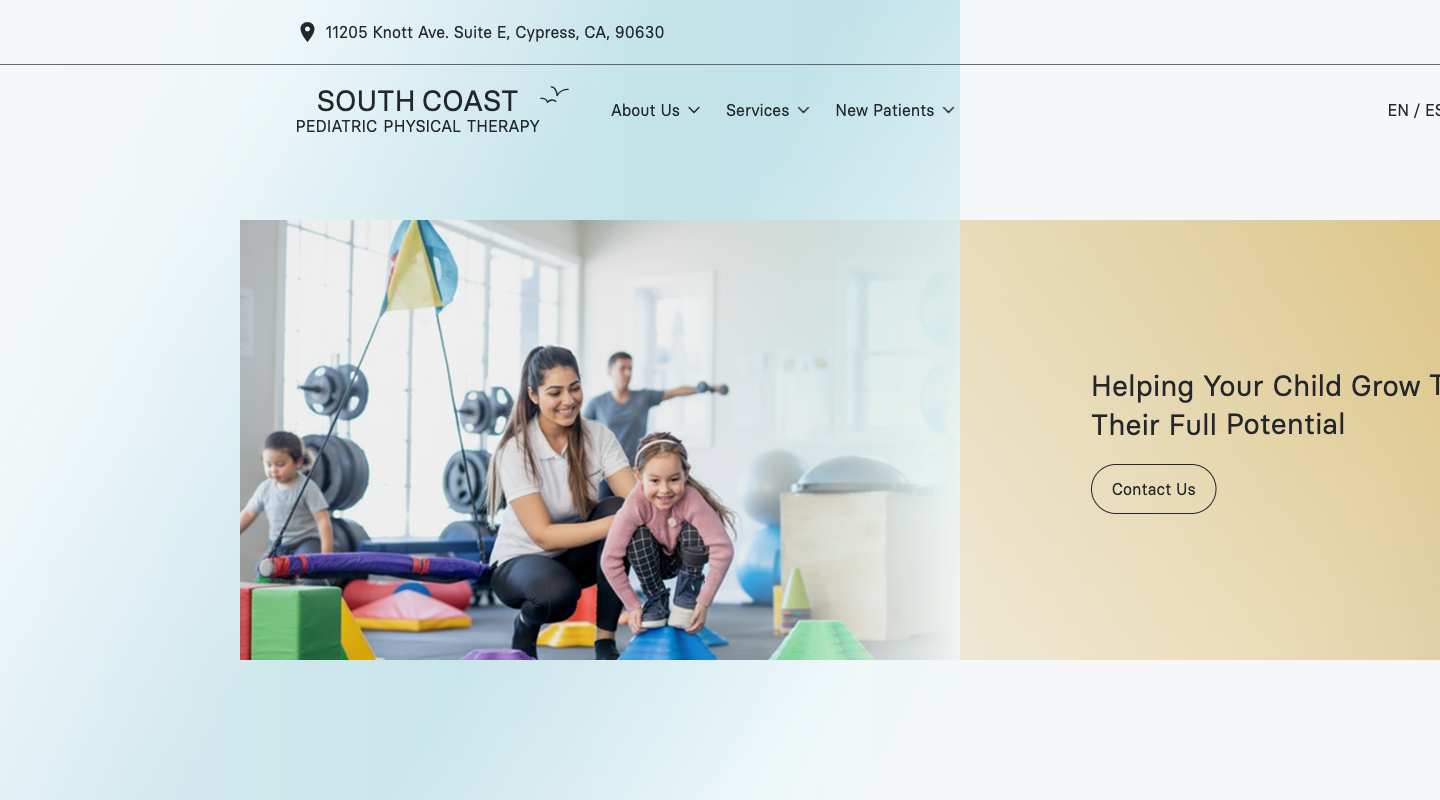 11205 Knott Ave. Suite E, Cypress, CA, 90630
SOUTH COAST
PEDIATRIC PHYSICAL THERAPY
About Us
Services
New Patients
EN / ES
Helping Your Child Grow T
Their Full Potential
Contact Us